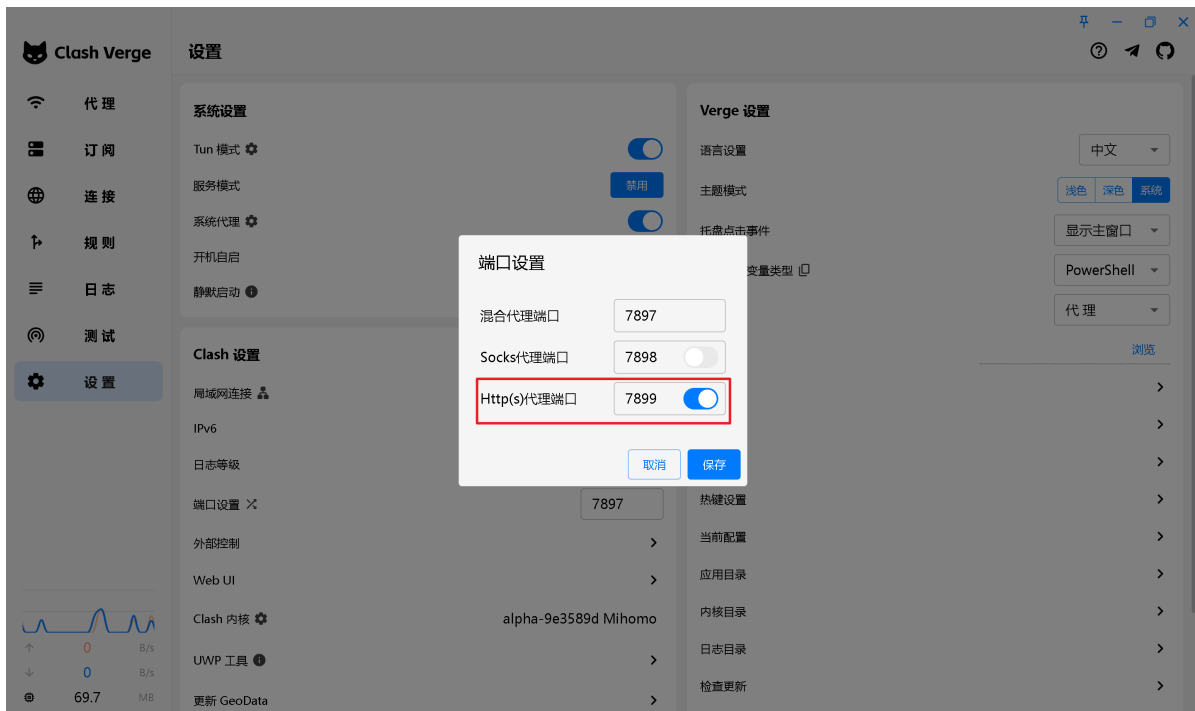 Clash Verge
代理
订阅
连接
规则
日志
测试
设置
0 B/s
0 B/s
69.7 MB
设置
系统设置
Tun 模式
服务模式 禁用
系统代理
开机自启
静默启动
Clash 设置
局域网连接
IPv6
日志等级
端口设置 7897
外部控制
Web UI
Clash 内核 alpha-9e3589d Mihomo
UWP 工具
更新 GeoData
端口设置
混合代理端口 7897
Socks代理端口 7898
Http(s)代理端口 7899
取消 保存
Verge 设置
语言设置 中文
主题模式 浅色 深色 系统
托盘点击事件 显示主窗口
变量类型 PowerShell
代理
浏览
热键设置
当前配置
应用目录
内核目录
日志目录
检查更新